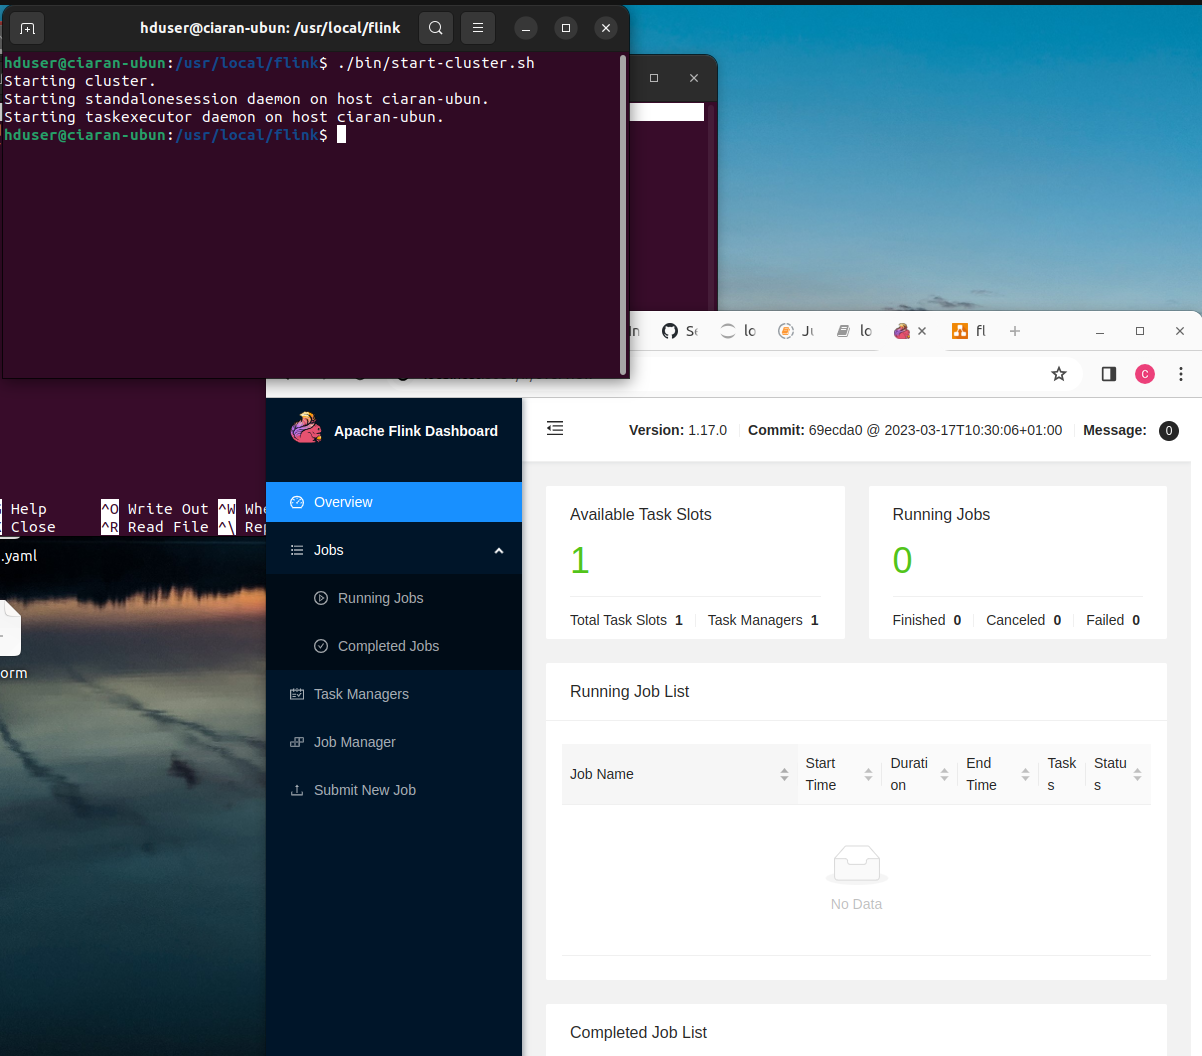 hduser@ciaran-ubun: /usr/local/flink
hduser@ciaran-ubun:/usr/local/flink$ ./bin/start-cluster.sh
Starting cluster.
Starting standalonesession daemon on host ciaran-ubun.
Starting taskexecutor daemon on host ciaran-ubun.
hduser@ciaran-ubun:/usr/local/flink$
In
lo
lo
fl
C
Help ^O Write Out ^W
Close ^R Read File ^\
.yaml
orm
Apache Flink Dashboard
Version: 1.17.0 Commit: 69ecda0 @ 2023-03-17T10:30:06+01:00 Message: 0
Overview
Jobs
Running Jobs
Completed Jobs
Task Managers
Job Manager
Submit New Job
Available Task Slots
1
Total Task Slots 1 Task Managers 1
Running Jobs
0
Finished 0 Canceled 0 Failed 0
Running Job List
Job Name Start Time Duration End Time Tasks Status
No Data
Completed Job List